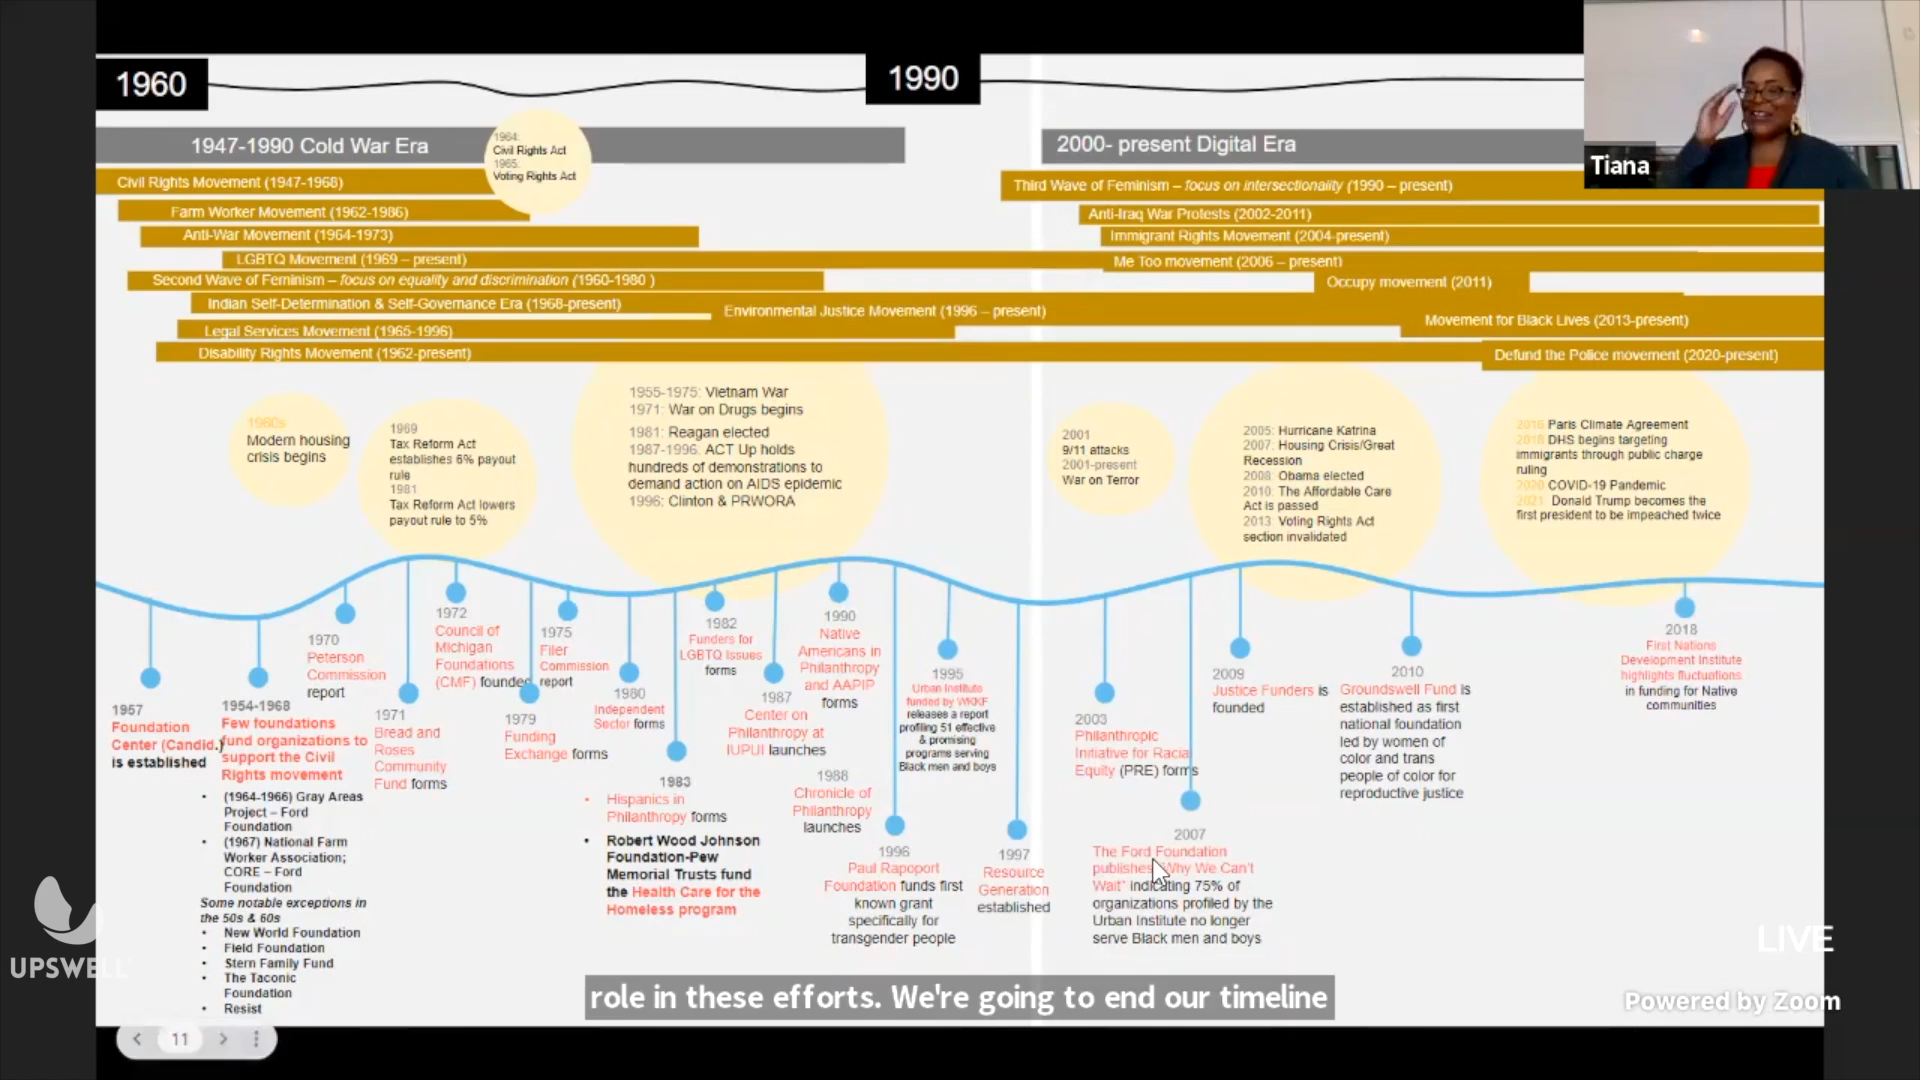 1960
1990
1947-1990 Cold War Era
1964:
Civil Rights Act
1965:
Voting Rights Act
2000- present Digital Era
Tiana
Civil Rights Movement (1947-1968)
Farm Worker Movement (1962-1986)
Anti-War Movement (1964-1973)
LGBTQ Movement (1969 – present)
Second Wave of Feminism – focus on equality and discrimination (1960-1980 )
Indian Self-Determination & Self-Governance Era (1968-present)
Legal Services Movement (1965-1996)
Disability Rights Movement (1962-present)
Environmental Justice Movement (1996 – present)
Third Wave of Feminism – focus on intersectionality (1990 – present)
Anti-Iraq War Protests (2002-2011)
Immigrant Rights Movement (2004-present)
Me Too movement (2006 – present)
Occupy movement (2011)
Movement for Black Lives (2013-present)
Defund the Police movement (2020-present)
1960s
Modern housing
crisis begins
1969
Tax Reform Act
establishes 6% payout
rule
1981
Tax Reform Act lowers
payout rule to 5%
1955-1975: Vietnam War
1971: War on Drugs begins
1981: Reagan elected
1987-1996: ACT Up holds
hundreds of demonstrations to
demand action on AIDS epidemic
1996: Clinton & PRWORA
2001
9/11 attacks
2001-present
War on Terror
2005: Hurricane Katrina
2007: Housing Crisis/Great
Recession
2008: Obama elected
2010: The Affordable Care
Act is passed
2013: Voting Rights Act
section invalidated
Paris Climate Agreement
DHS begins targeting
immigrants through public charge
ruling
2020 COVID-19 Pandemic
2021 Donald Trump becomes the
first president to be impeached twice
1957
Foundation
Center (Candid.)
is established
1954-1968
Few foundations
fund organizations to
support the Civil
Rights movement
• (1964-1966) Gray Areas
Project – Ford
Foundation
• (1967) National Farm
Worker Association;
CORE – Ford
Foundation
Some notable exceptions in
the 50s & 60s
• New World Foundation
• Field Foundation
• Stern Family Fund
• The Taconic
Foundation
• Resist
1970
Peterson
Commission
report
1971
Bread and
Roses
Community
Fund forms
1972
Council of
Michigan
Foundations
(CMF) founded
1975
Filer
Commission
report
1979
Funding
Exchange forms
1980
Independent
Sector forms
1983
• Hispanics in
Philanthropy forms
• Robert Wood Johnson
Foundation-Pew
Memorial Trusts fund
the Health Care for the
Homeless program
1982
Funders for
LGBTQ Issues
forms
1987
Center on
Philanthropy at
IUPUI launches
1988
Chronicle of
Philanthropy
launches
1990
Native
Americans in
Philanthropy
and AAPIP
forms
1996
Paul Rapoport
Foundation funds first
known grant
specifically for
transgender people
1995
Urban Institute
funded by WKKF
releases a report
profiling 51 effective
& promising
programs serving
Black men and boys
1997
Resource
Generation
established
2003
Philanthropic
Initiative for Racial
Equity (PRE) forms
2007
The Ford Foundation
publishes "Why We Can't
Wait" indicating 75% of
organizations profiled by the
Urban Institute no longer
serve Black men and boys
2009
Justice Funders is
founded
2010
Groundswell Fund is
established as first
national foundation
led by women of
color and trans
people of color for
reproductive justice
2018
First Nations
Development Institute
highlights fluctuations
in funding for Native
communities
UPSWELL
role in these efforts. We're going to end our timeline
LIVE
Powered by Zoom
11